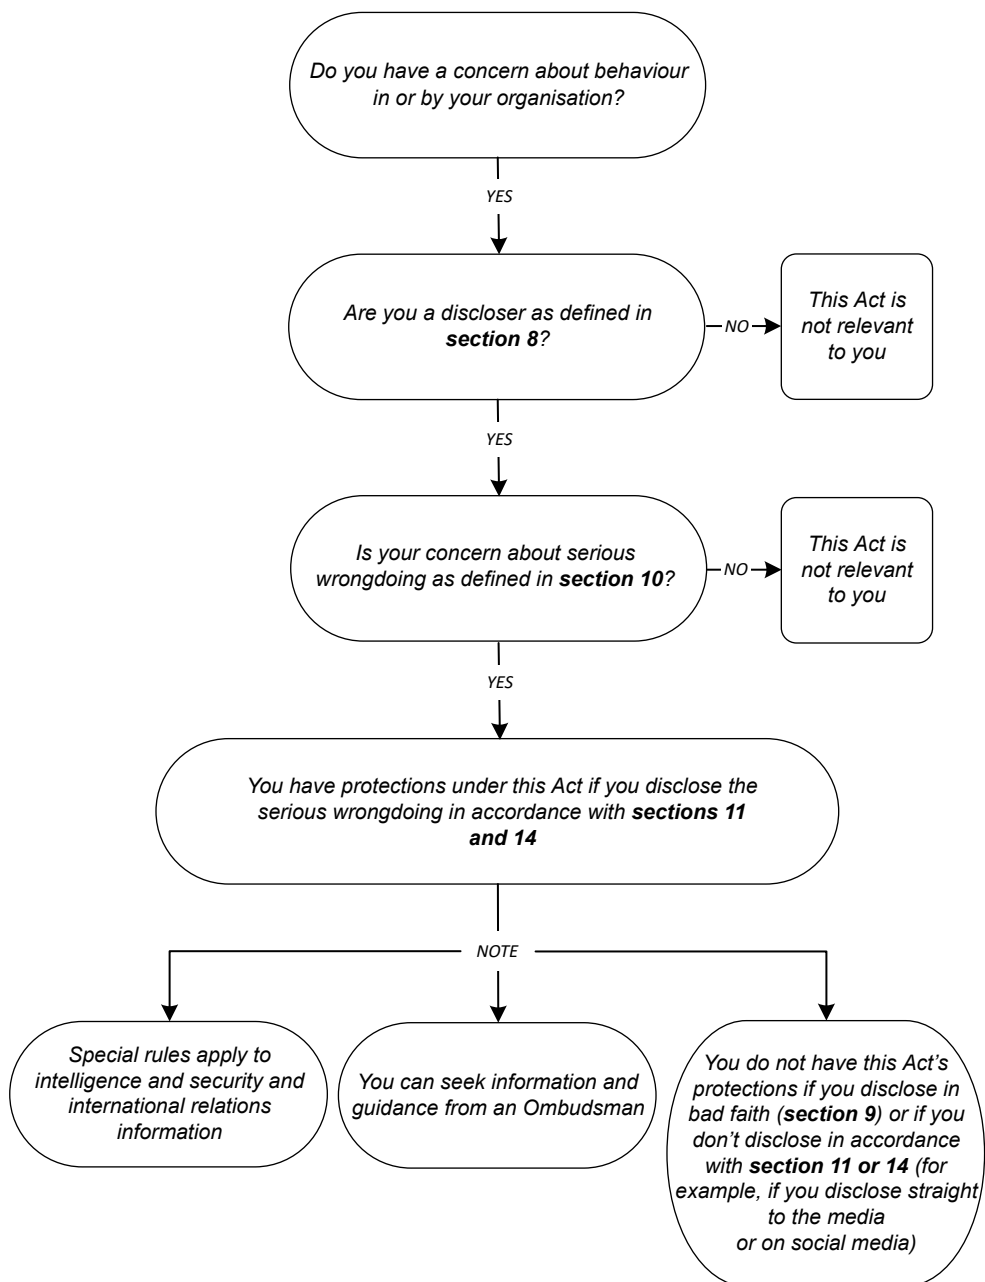 Do you have a concern about behaviour
in or by your organisation?
YES
Are you a discloser as defined in
section 8?
NO
This Act is
not relevant
to you
YES
Is your concern about serious
wrongdoing as defined in section 10?
NO
This Act is
not relevant
to you
YES
You have protections under this Act if you disclose the
serious wrongdoing in accordance with sections 11
and 14
NOTE
Special rules apply to
intelligence and security and
international relations
information
You can seek information and
guidance from an Ombudsman
You do not have this Act’s
protections if you disclose in
bad faith (section 9) or if you
don’t disclose in accordance
with section 11 or 14 (for
example, if you disclose straight
to the media
or on social media)